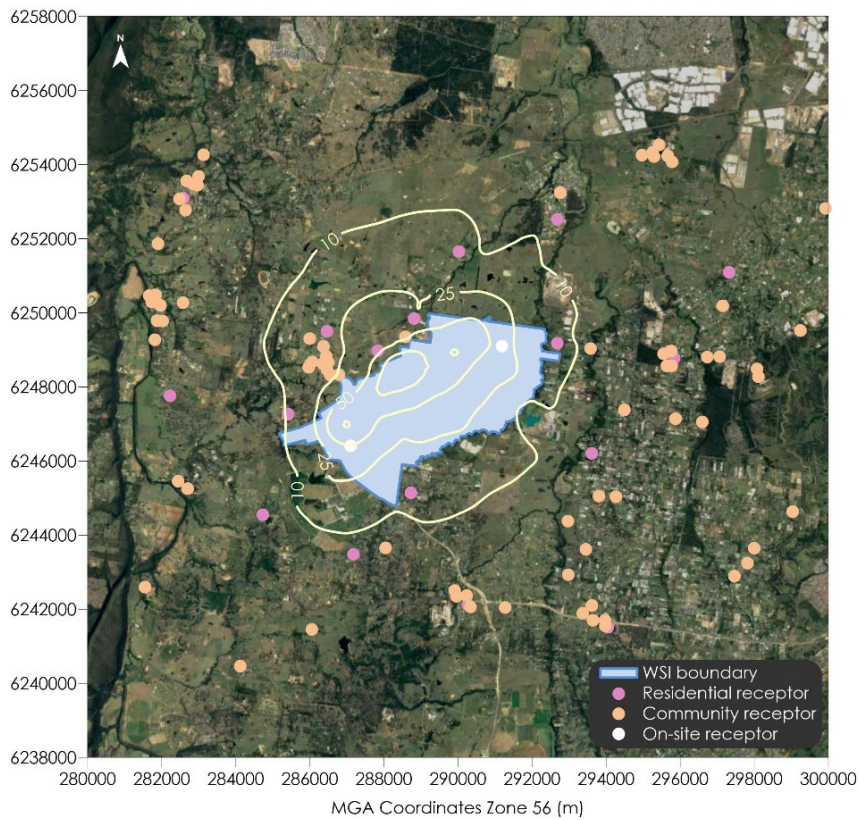 6258000
6256000
6254000
6252000
6250000
6248000
6246000
6244000
6242000
6240000
6238000
N
10
10
25
50
25
10
WSI boundary
Residential receptor
Community receptor
On-site receptor
280000 282000 284000 286000 288000 290000 292000 294000 296000 298000 300000
MGA Coordinates Zone 56 (m)